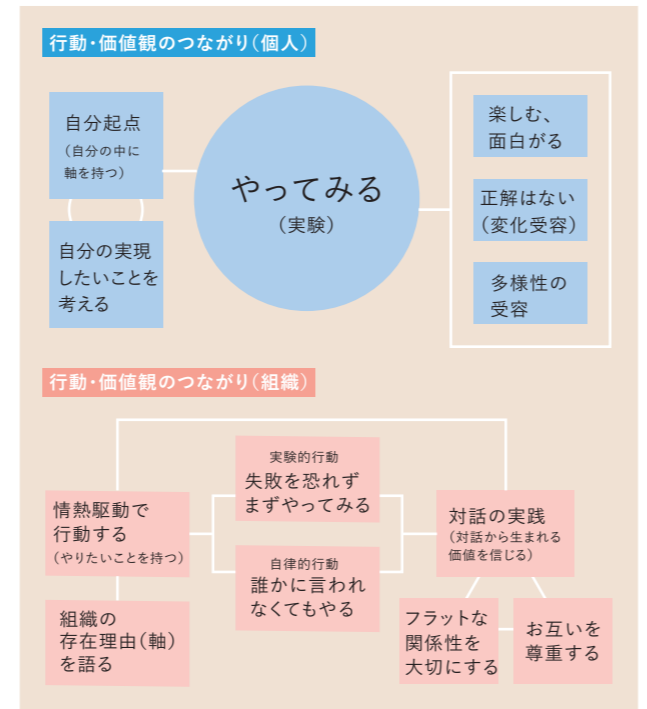 行動・価値観のつながり（個人）
自分起点
（自分の中に
軸を持つ）
自分の実現
したいことを
考える
やってみる
（実験）
楽しむ、
面白がる
正解はない
（変化受容）
多様性の
受容
行動・価値観のつながり（組織）
情熱駆動で
行動する
（やりたいことを持つ）
組織の
存在理由（軸）
を語る
実験的行動
失敗を恐れず
まずやってみる
自律的行動
誰かに言われ
なくてもやる
対話の実践
（対話から生まれる
価値を信じる）
フラットな
関係性を
大切にする
お互いを
尊重する